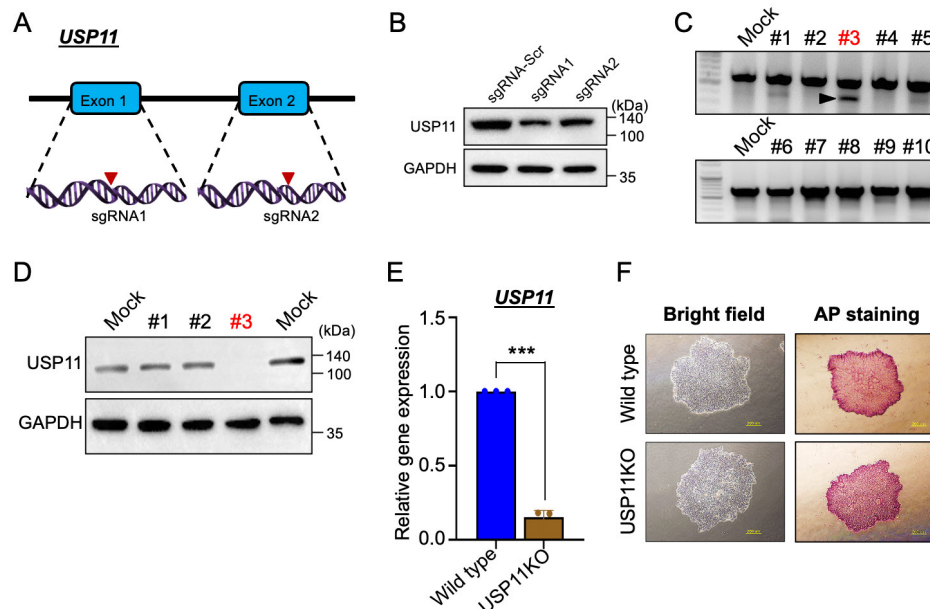 A
USP11
Exon 1
Exon 2
sgRNA1
sgRNA2
B
sgRNA-Scr
sgRNA1
sgRNA2
(kDa)
USP11
140
100
GAPDH
35
C
Mock
#1
#2
#3
#4
#5
Mock
#6
#7
#8
#9
#10
D
Mock
#1
#2
#3
Mock
(kDa)
USP11
140
100
GAPDH
35
E
USP11
Relative gene expression
1.5
1.0
0.5
0.0
***
Wild type
USP11KO
F
Bright field
AP staining
Wild type
USP11KO